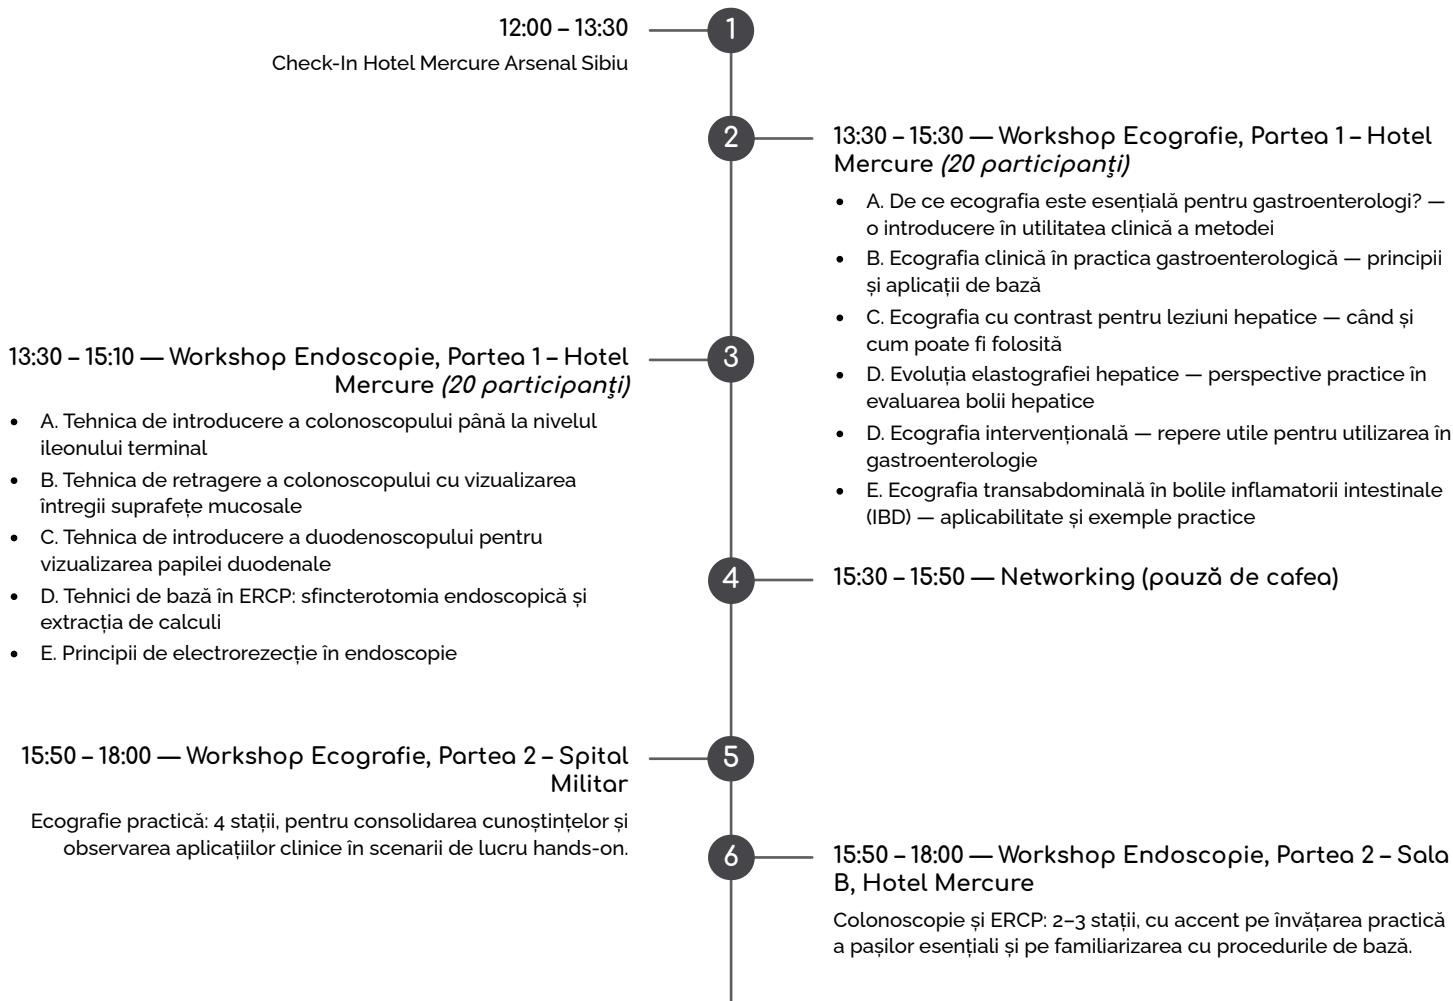 12:00 – 13:30
1
Check-In Hotel Mercure Arsenal Sibiu
2
13:30 – 15:30 — Workshop Ecografie, Partea 1 – Hotel
Mercure (20 participanți)
• A. De ce ecografia este esențială pentru gastroenterologi? —
o introducere în utilitatea clinică a metodei
• B. Ecografia clinică în practica gastroenterologică — principii
și aplicații de bază
• C. Ecografia cu contrast pentru leziuni hepatice — când și
cum poate fi folosită
• D. Evoluția elastografiei hepatice — perspective practice în
evaluarea bolii hepatice
• D. Ecografia intervențională — repere utile pentru utilizarea în
gastroenterologie
• E. Ecografia transabdominală în bolile inflamatorii intestinale
(IBD) — aplicabilitate și exemple practice
3
13:30 – 15:10 — Workshop Endoscopie, Partea 1 – Hotel
Mercure (20 participanți)
• A. Tehnica de introducere a colonoscopului până la nivelul
ileonului terminal
• B. Tehnica de retragere a colonoscopului cu vizualizarea
întregii suprafețe mucosale
• C. Tehnica de introducere a duodenoscopului pentru
vizualizarea papilei duodenale
• D. Tehnici de bază în ERCP: sfincterotomia endoscopică și
extracția de calculi
• E. Principii de electrorezecție în endoscopie
4
15:30 – 15:50 — Networking (pauză de cafea)
5
15:50 – 18:00 — Workshop Ecografie, Partea 2 – Spital
Militar
Ecografie practică: 4 stații, pentru consolidarea cunoștințelor și
observarea aplicațiilor clinice în scenarii de lucru hands-on.
6
15:50 – 18:00 — Workshop Endoscopie, Partea 2 – Sala
B, Hotel Mercure
Colonoscopie și ERCP: 2–3 stații, cu accent pe învățarea practică
a pașilor esențiali și pe familiarizarea cu procedurile de bază.